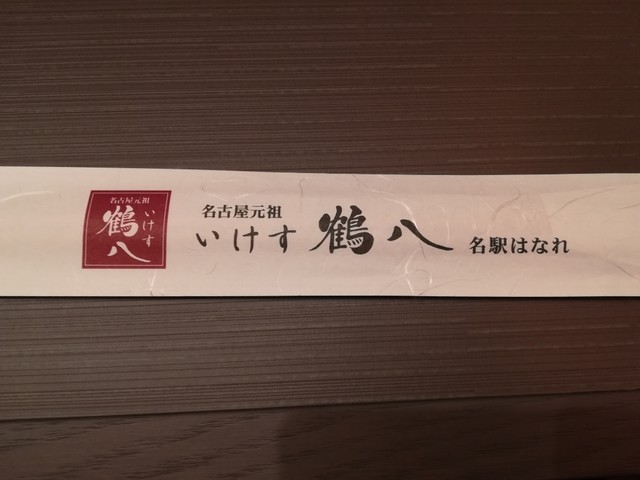 名古屋元祖
いけす
鶴八
名古屋元祖
いけす 鶴八 名駅はなれ